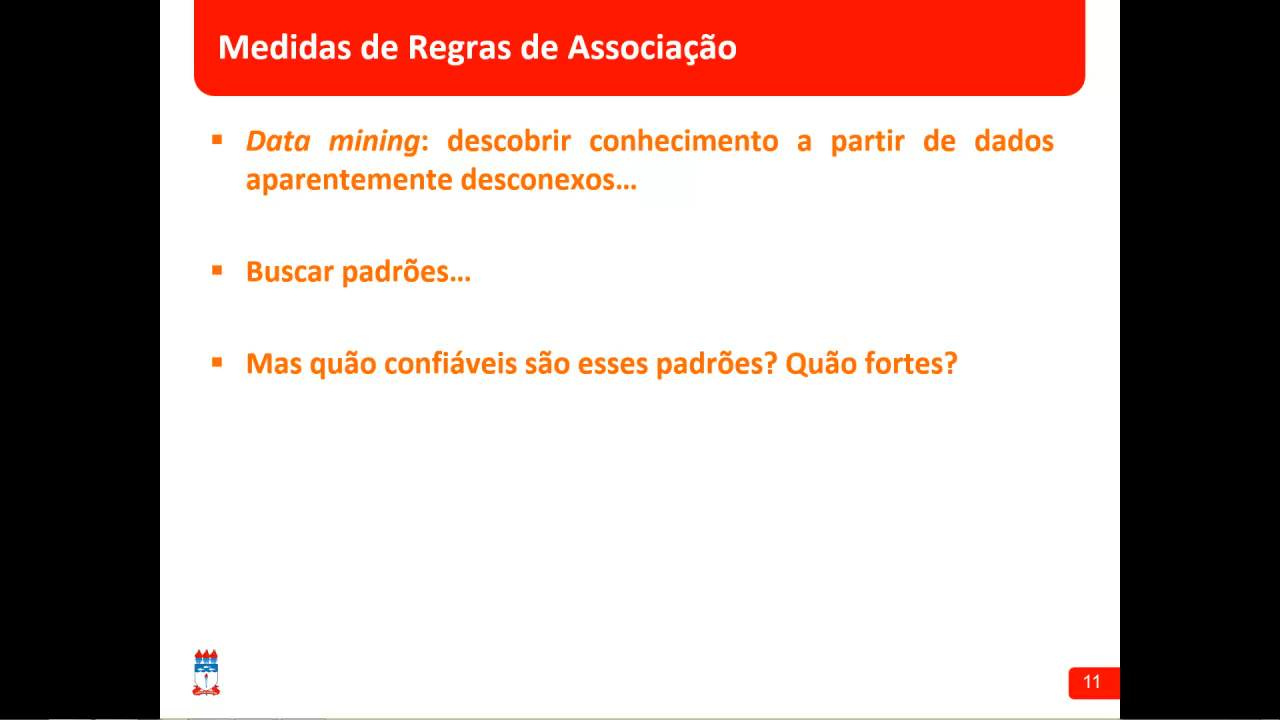 Medidas de Regras de Associação
▪ Data mining: descobrir conhecimento a partir de dados
aparentemente desconexos…
▪ Buscar padrões…
▪ Mas quão confiáveis são esses padrões? Quão fortes?
11